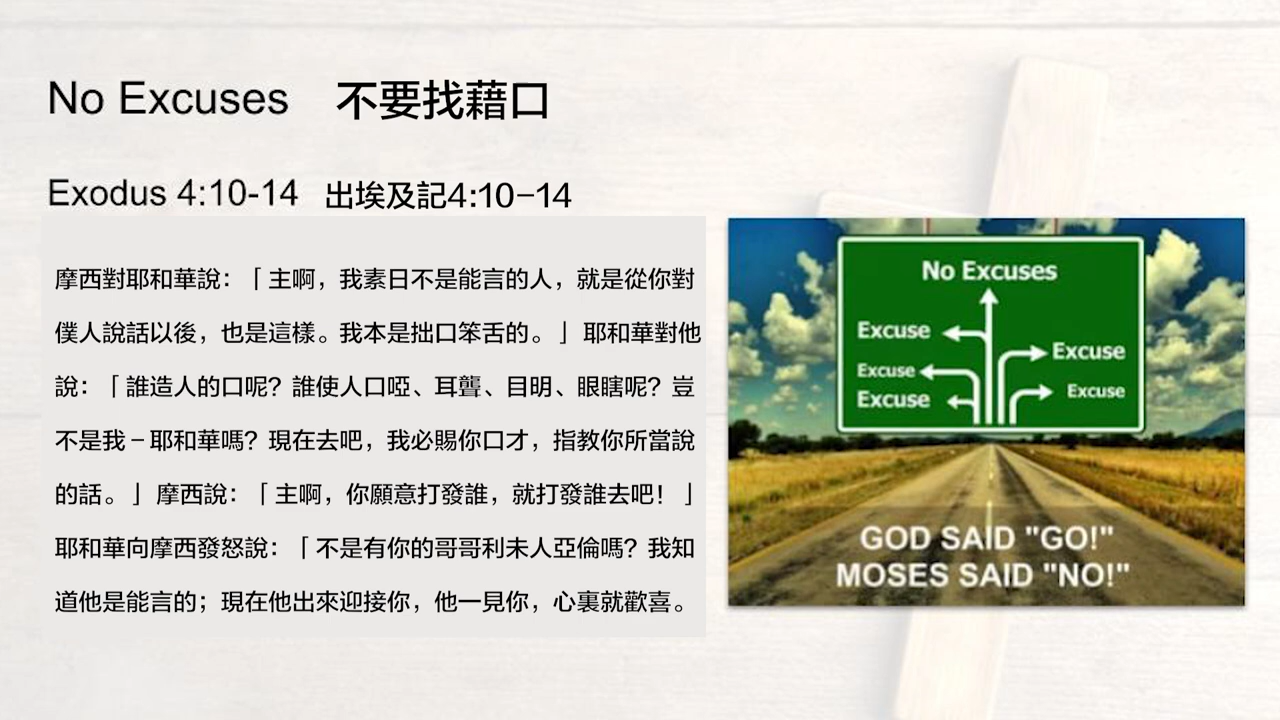 No Excuses 不要找藉口
Exodus 4:10-14 出埃及記4:10-14
摩西對耶和華說：「主啊，我素日不是能言的人，就是從你對
僕人說話以後，也是這樣。我本是拙口笨舌的。」耶和華對他
說：「誰造人的口呢？誰使人口啞、耳聾、目明、眼瞎呢？豈
不是我－耶和華嗎？現在去吧，我必賜你口才，指教你所當說
的話。」摩西說：「主啊，你願意打發誰，就打發誰去吧！」
耶和華向摩西發怒說：「不是有你的哥哥利未人亞倫嗎？我知
道他是能言的；現在他出來迎接你，他一見你，心裏就歡喜。
No Excuses
Excuse
Excuse
Excuse
Excuse
Excuse
GOD SAID "GO!"
MOSES SAID "NO!"